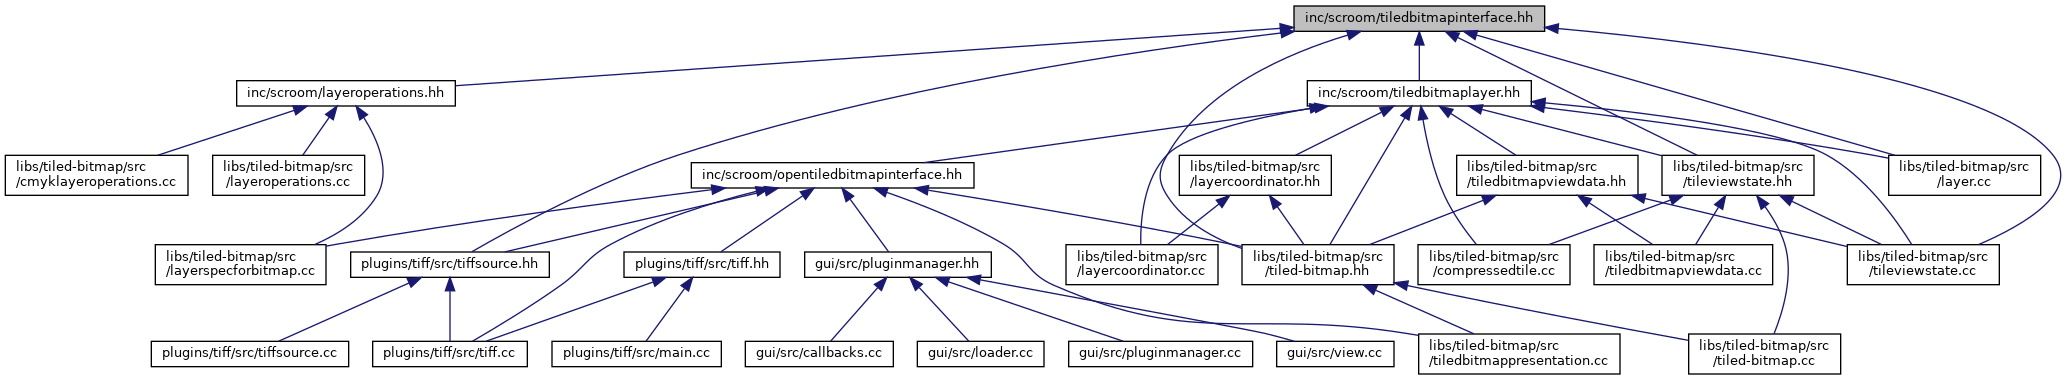 inc/scroom/tiledbitmapinterface.hh
inc/scroom/layeroperations.hh
inc/scroom/tiledbitmaplayer.hh
libs/tiled-bitmap/src
/cmyklayeroperations.cc
libs/tiled-bitmap/src
/layeroperations.cc
inc/scroom/opentiledbitmapinterface.hh
libs/tiled-bitmap/src
/layercoordinator.hh
libs/tiled-bitmap/src
/tiledbitmapviewdata.hh
libs/tiled-bitmap/src
/tileviewstate.hh
libs/tiled-bitmap/src
/layer.cc
libs/tiled-bitmap/src
/layerspecforbitmap.cc
plugins/tiff/src/tiffsource.hh
plugins/tiff/src/tiff.hh
gui/src/pluginmanager.hh
libs/tiled-bitmap/src
/layercoordinator.cc
libs/tiled-bitmap/src
/tiled-bitmap.hh
libs/tiled-bitmap/src
/compressedtile.cc
libs/tiled-bitmap/src
/tiledbitmapviewdata.cc
libs/tiled-bitmap/src
/tileviewstate.cc
plugins/tiff/src/tiffsource.cc
plugins/tiff/src/tiff.cc
plugins/tiff/src/main.cc
gui/src/callbacks.cc
gui/src/loader.cc
gui/src/pluginmanager.cc
gui/src/view.cc
libs/tiled-bitmap/src
/tiledbitmappresentation.cc
libs/tiled-bitmap/src
/tiled-bitmap.cc